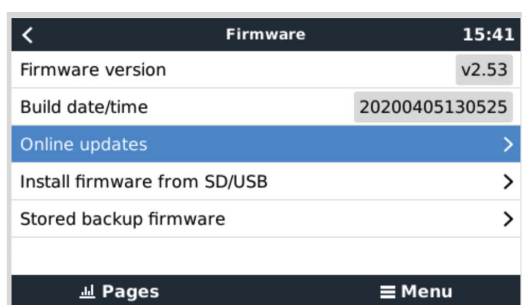 Firmware 15:41
Firmware version v2.53
Build date/time 20200405130525
Online updates
Install firmware from SD/USB
Stored backup firmware
Pages Menu